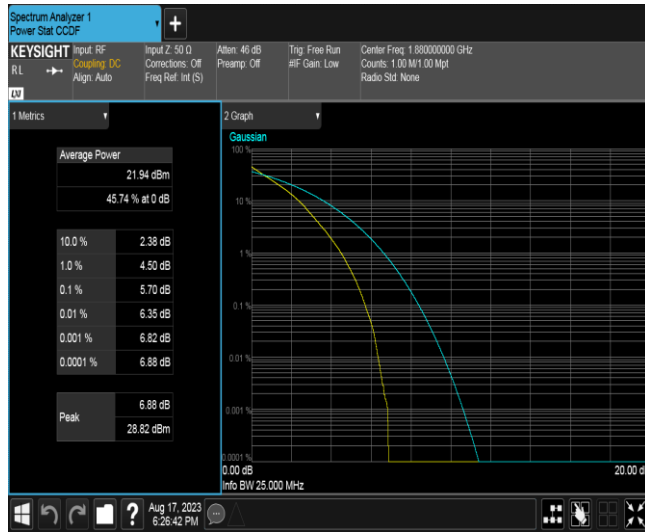 Spectrum Analyzer 1
Power Stat CCDF
+
KEYSIGHT
RL
LXI
Input: RF
Coupling: DC
Align: Auto
Input Z: 50 Ω
Corrections: Off
Freq Ref: Int (S)
Atten: 46 dB
Preamp: Off
Trig: Free Run
#IF Gain: Low
Center Freq: 1.880000000 GHz
Counts: 1.00 M/1.00 Mpt
Radio Std: None
1 Metrics
Average Power
21.94 dBm
45.74 % at 0 dB
10.0 % 2.38 dB
1.0 % 4.50 dB
0.1 % 5.70 dB
0.01 % 6.35 dB
0.001 % 6.82 dB
0.0001 % 6.88 dB
Peak 6.88 dB
28.82 dBm
2 Graph
Gaussian
100 %
10 %
1 %
0.1 %
0.01 %
0.001 %
0.0001 %
0.00 dB 20.00 d
Info BW 25.000 MHz
?
Aug 17, 2023
6:26:42 PM